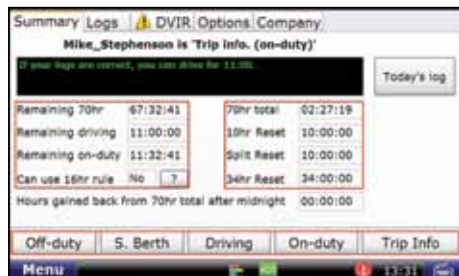 Summary Logs DVIR Options Company
Mike_Stephenson is 'Trip info. (on-duty)'
If your logs are correct, you can drive for 11:00.
Today's log
Remaining 70hr 67:32:41 70hr total 02:27:19
Remaining driving 11:00:00 10hr Reset 10:00:00
Remaining on-duty 11:32:41 Split Reset 10:00:00
Can use 16hr rule No ? 34hr Reset 34:00:00
Hours gained back from 70hr total after midnight 00:00:00
Off-duty S. Berth Driving On-duty Trip Info
Menu 13:31